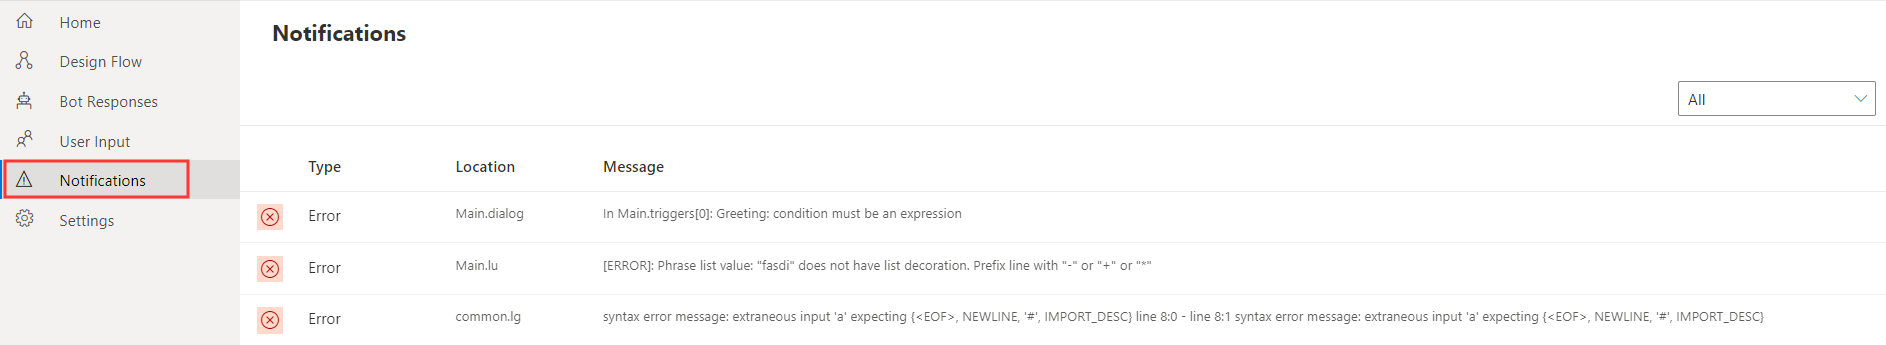 Home
Design Flow
Bot Responses
User Input
Notifications
Settings
Notifications
All
Type Location Message
Error Main.dialog In Main.triggers[0]: Greeting: condition must be an expression
Error Main.lu [ERROR]: Phrase list value: "fasdi" does not have list decoration. Prefix line with "-" or "+" or "*"
Error common.lg syntax error message: extraneous input 'a' expecting {<EOF>, NEWLINE, '#', IMPORT_DESC} line 8:0 - line 8:1 syntax error message: extraneous input 'a' expecting {<EOF>, NEWLINE, '#', IMPORT_DESC}